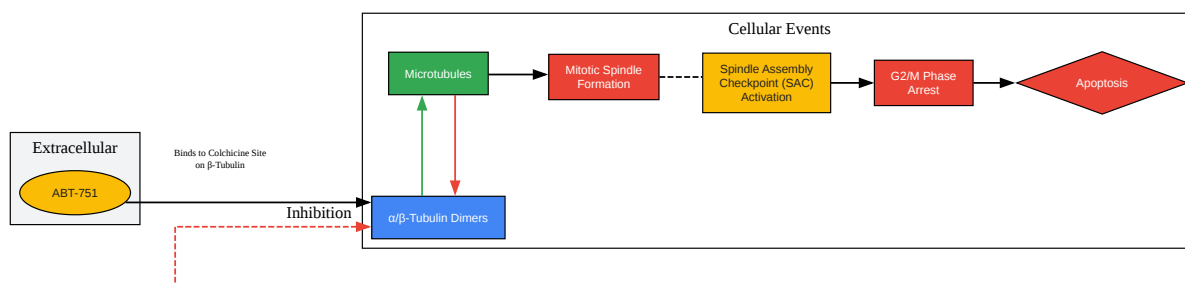 Cellular Events
Microtubules
Mitotic Spindle
Formation
Spindle Assembly
Checkpoint (SAC)
Activation
G2/M Phase
Arrest
Apoptosis
Extracellular
ABT-751
Binds to Colchicine Site
on β-Tubulin
Inhibition
α/β-Tubulin Dimers